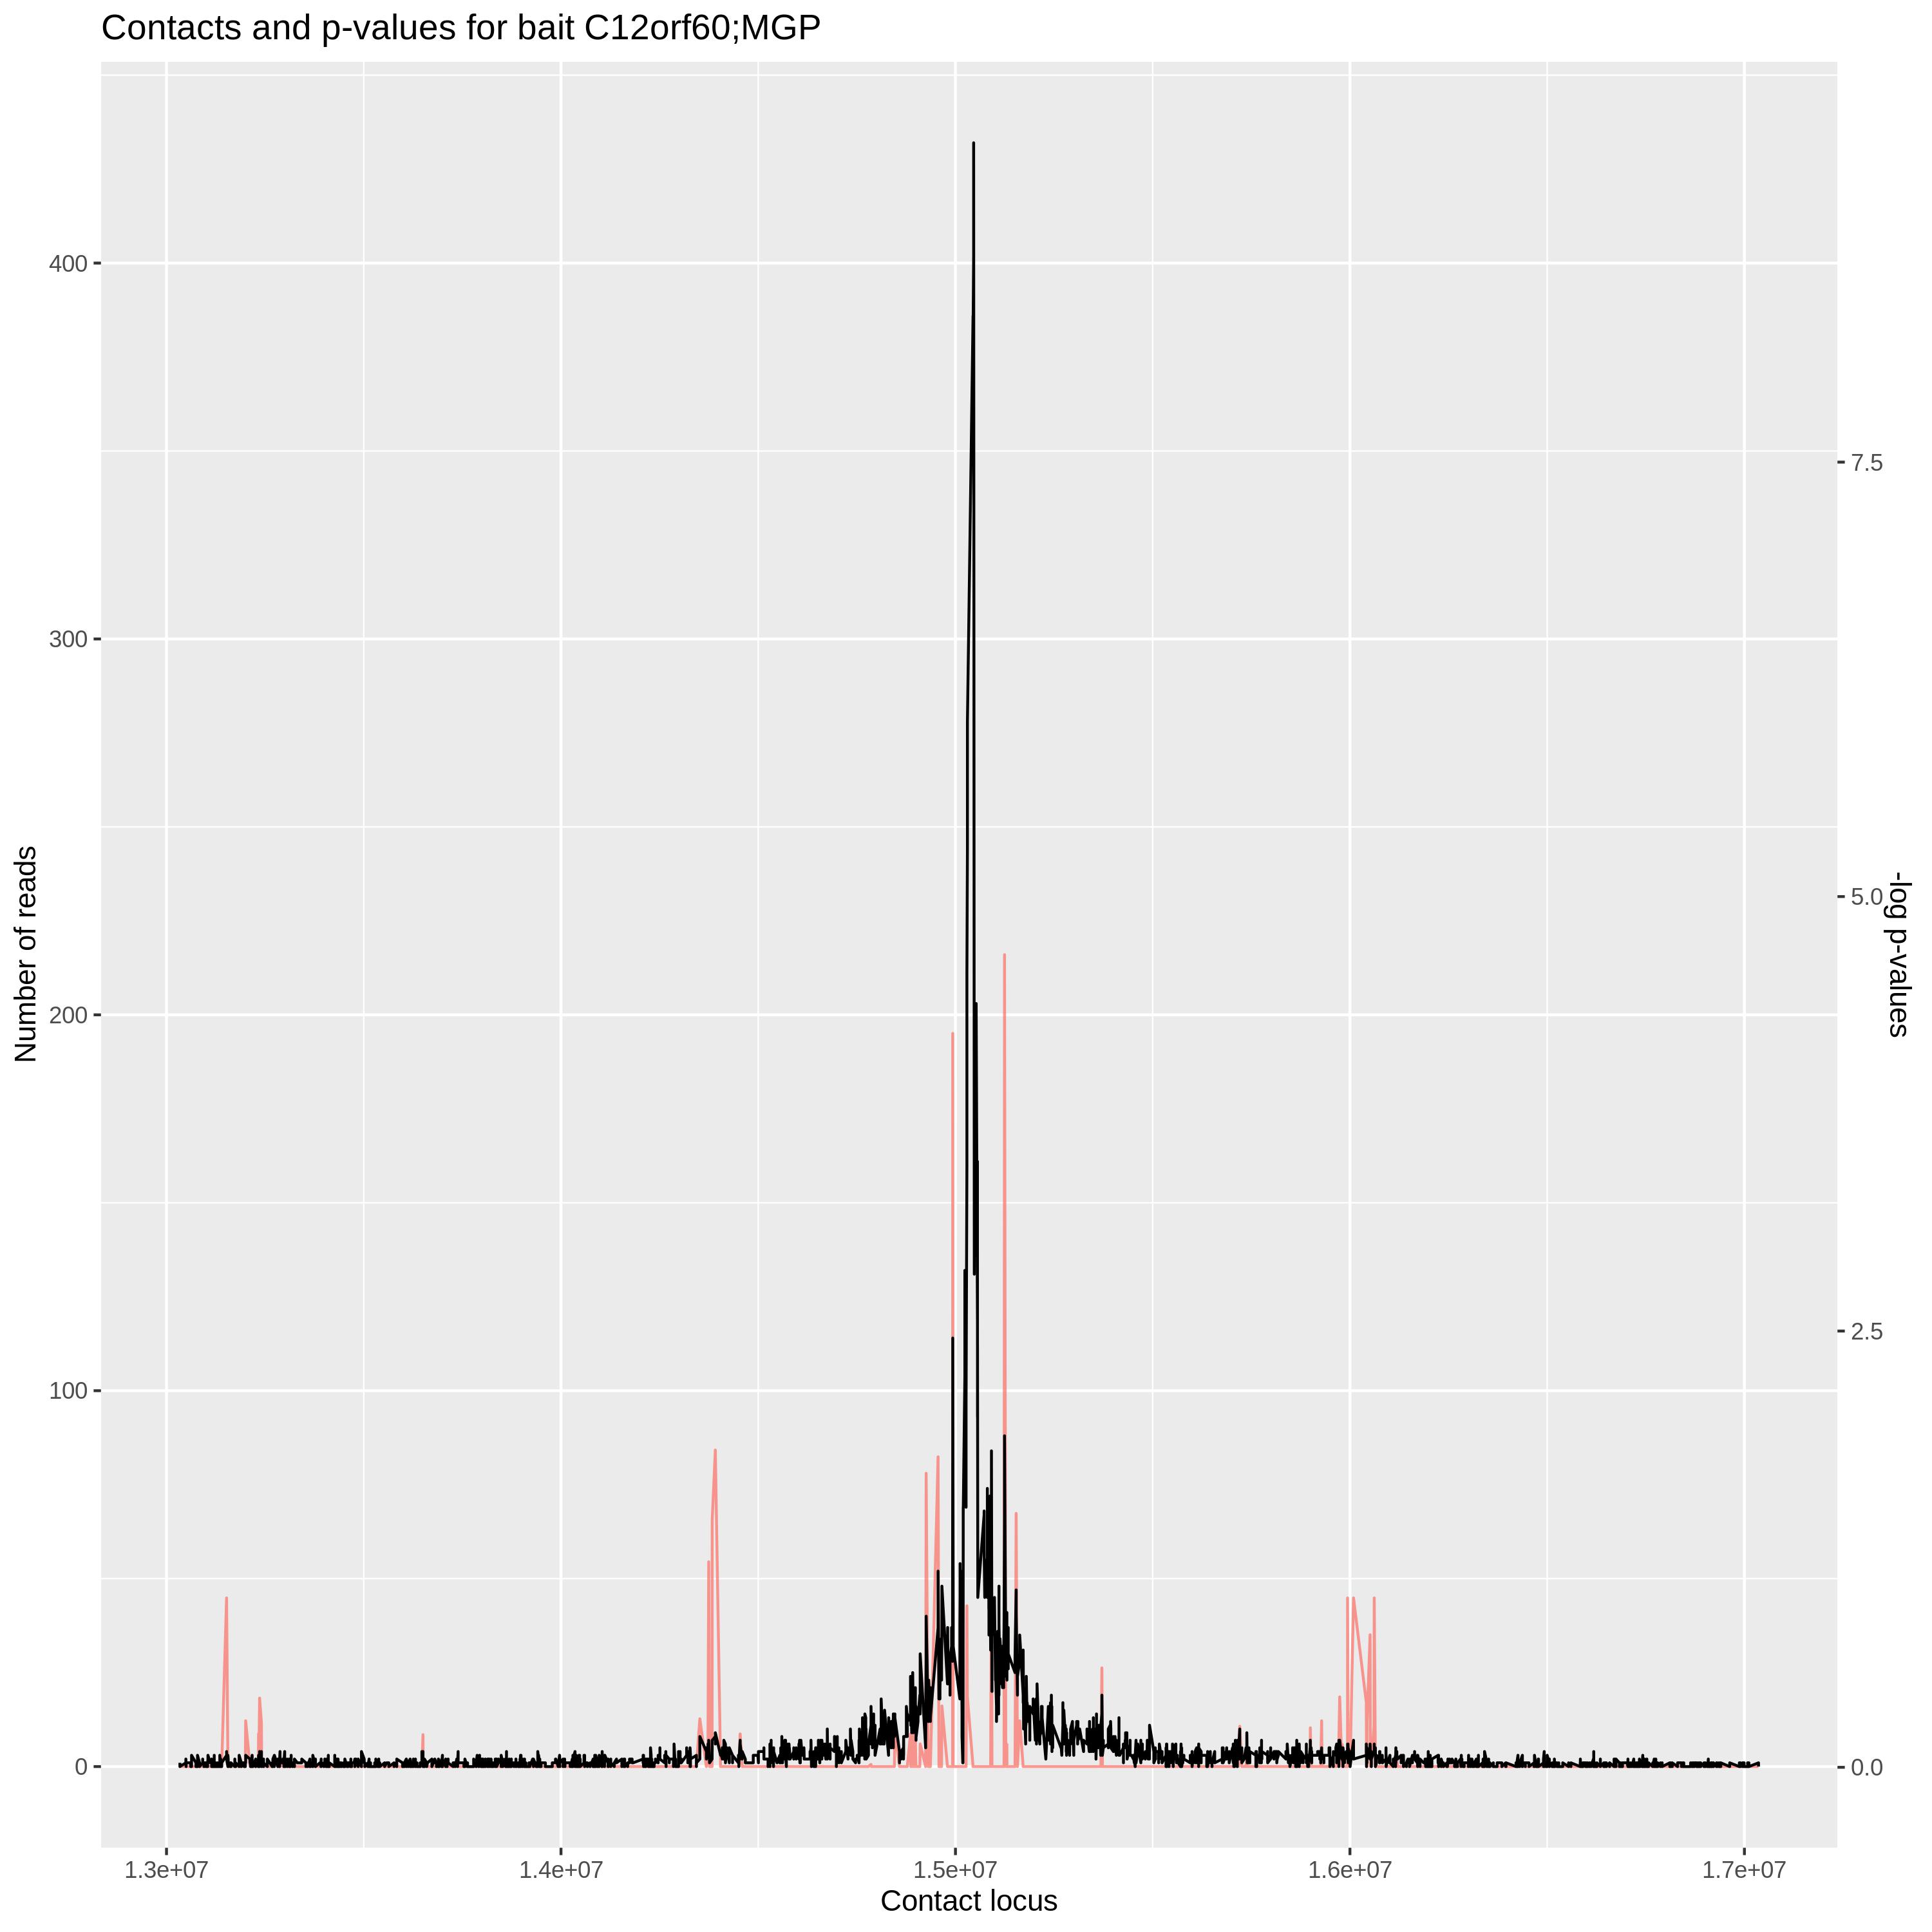 Contacts and p-values for bait C12orf60;MGP
Number of reads
400
300
200
100
0
7.5
5.0
2.5
0.0
-log p-values
1.3e+07
1.4e+07
1.5e+07
1.6e+07
1.7e+07
Contact locus